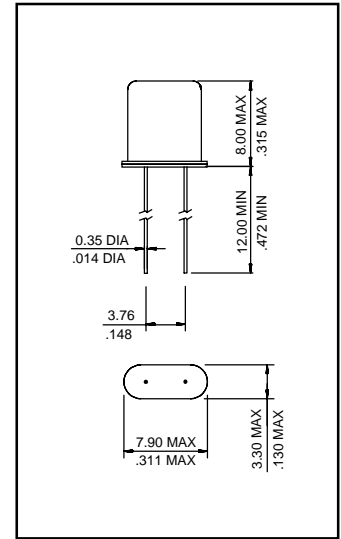 8.00 MAX
.315 MAX
12.00 MIN
.472 MIN
0.35 DIA
.014 DIA
3.76
.148
3.30 MAX
.130 MAX
7.90 MAX
.311 MAX